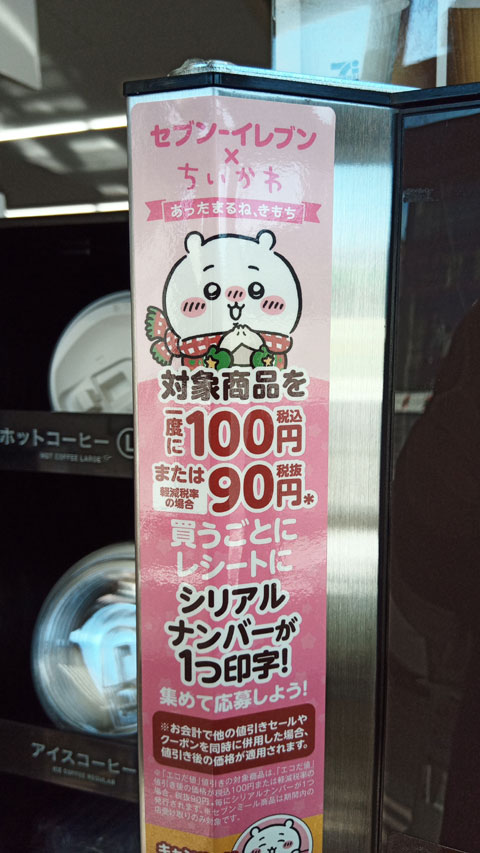 セブン-イレブン
×
ちいかわ
あったまるね、きもち
対象商品を
一度に100円税込
または
軽減税率の場合90円税抜*
買うごとに
レシートに
シリアル
ナンバーが
1つ印字!
集めて応募しよう!
※お会計で他の値引きセールや
クーポンを同時に併用した場合、
値引き後の価格が適用されます。
ホットコーヒー L
HOT COFFEE LARGE
アイスコーヒー
ICE COFFEE REGULAR